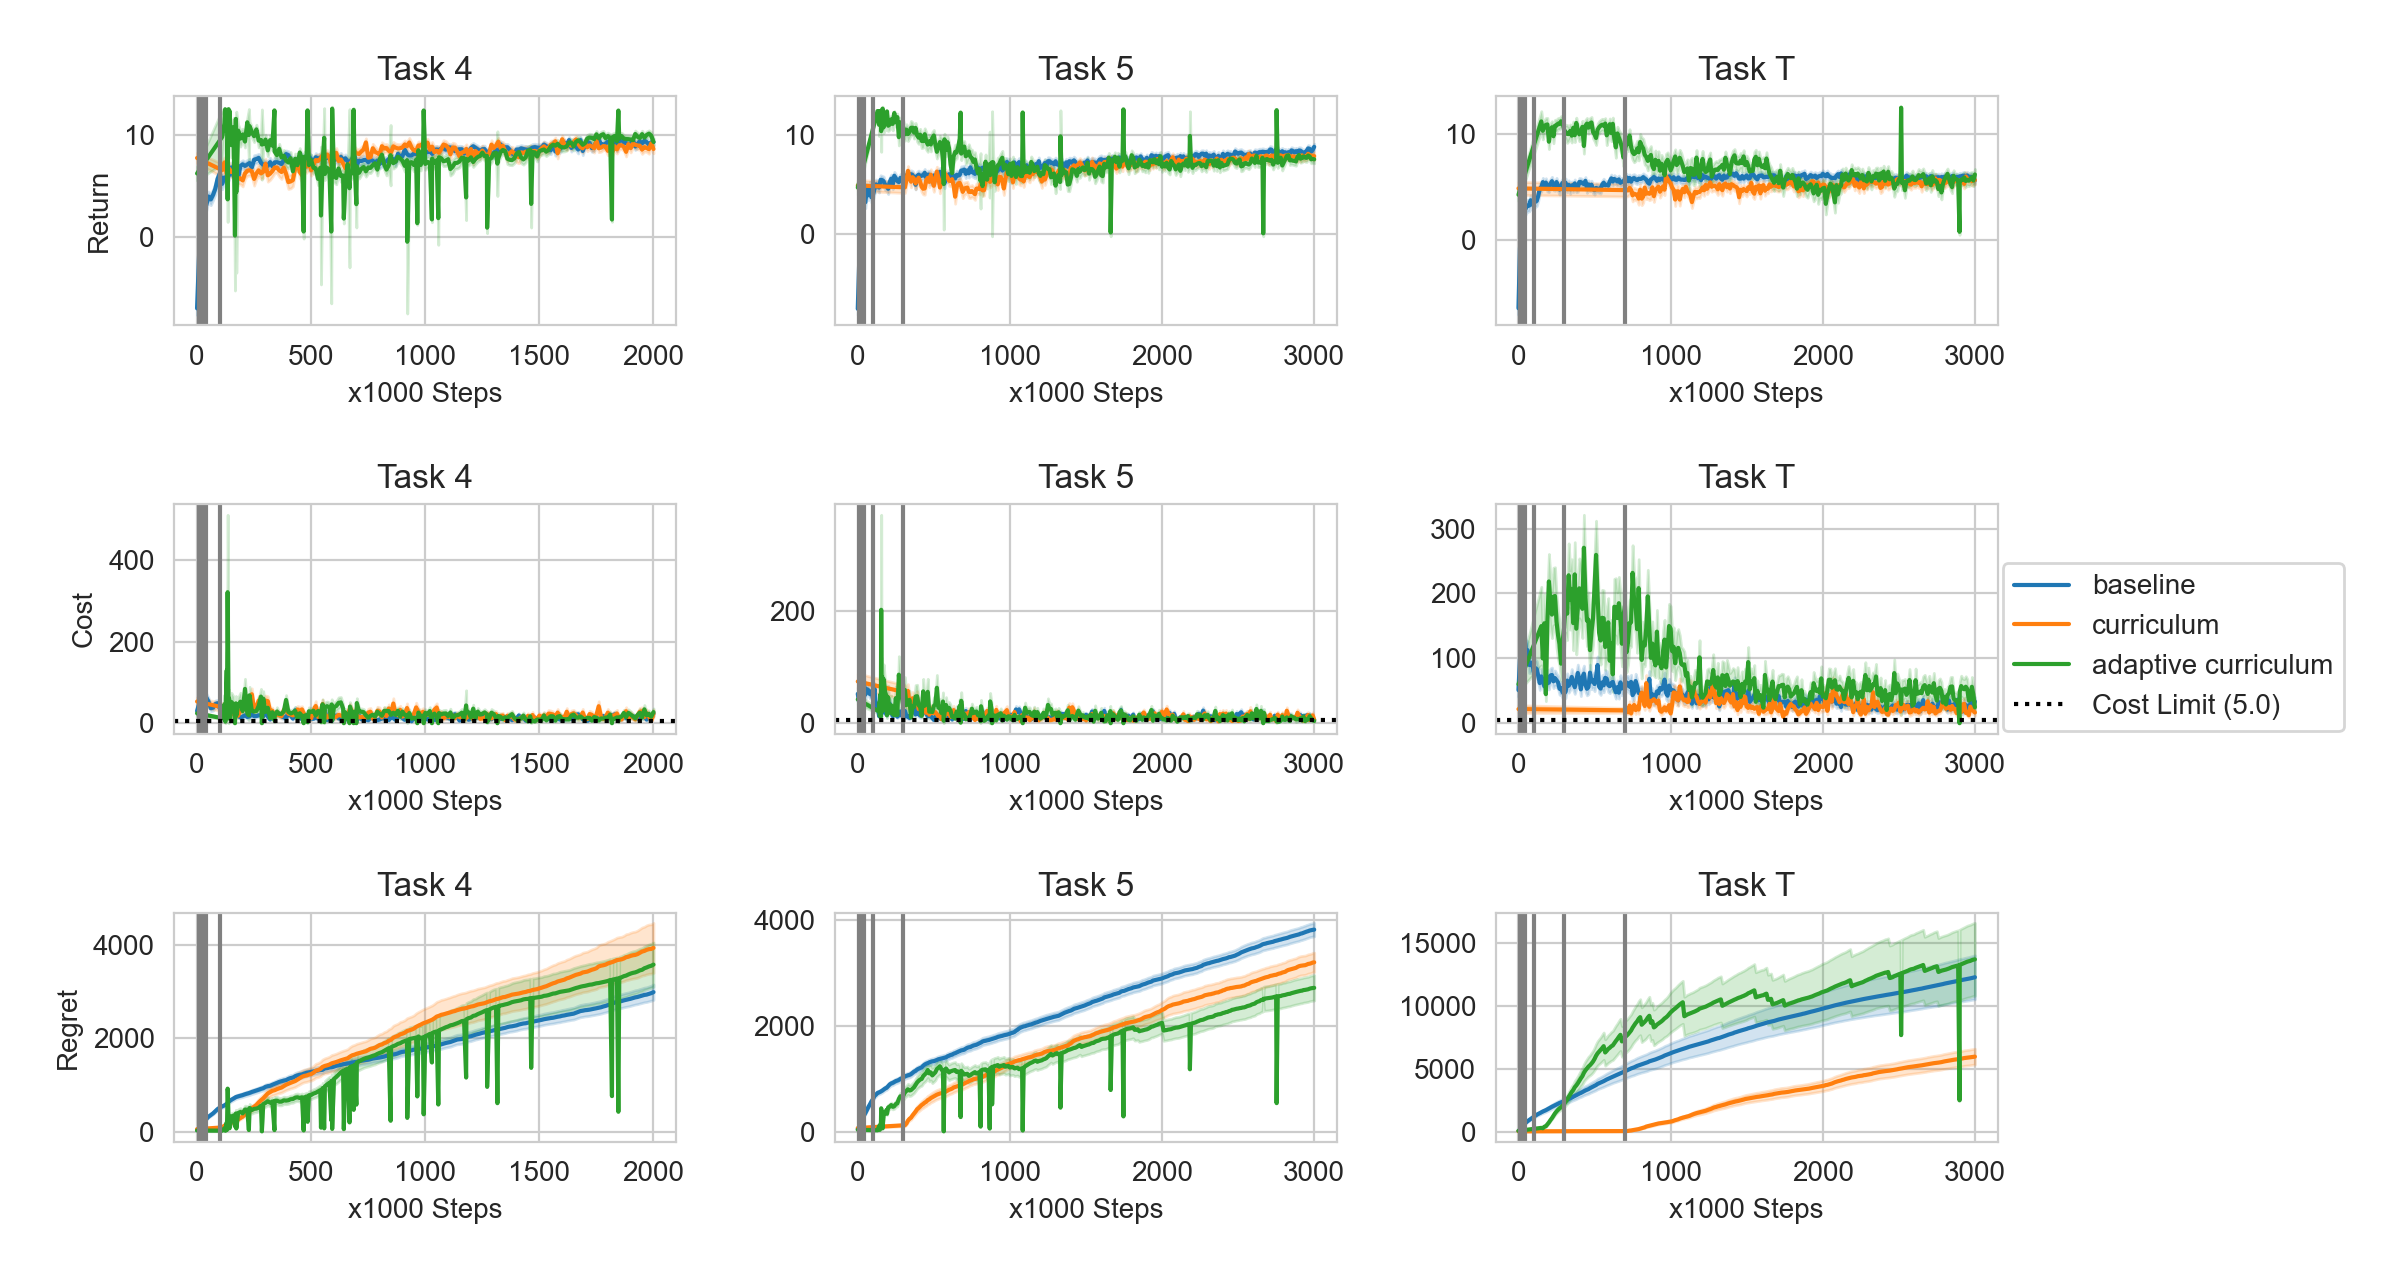 Task 4
Task 5
Task T
10
0
Return
0 500 1000 1500 2000
x1000 Steps
10
0
0 1000 2000 3000
x1000 Steps
10
0
0 1000 2000 3000
x1000 Steps
Task 4
Task 5
Task T
400
200
0
Cost
0 500 1000 1500 2000
x1000 Steps
200
0
0 1000 2000 3000
x1000 Steps
300
200
100
0
0 1000 2000 3000
x1000 Steps
baseline
curriculum
adaptive curriculum
Cost Limit (5.0)
Task 4
Task 5
Task T
4000
2000
0
Regret
0 500 1000 1500 2000
x1000 Steps
4000
2000
0
0 1000 2000 3000
x1000 Steps
15000
10000
5000
0
0 1000 2000 3000
x1000 Steps